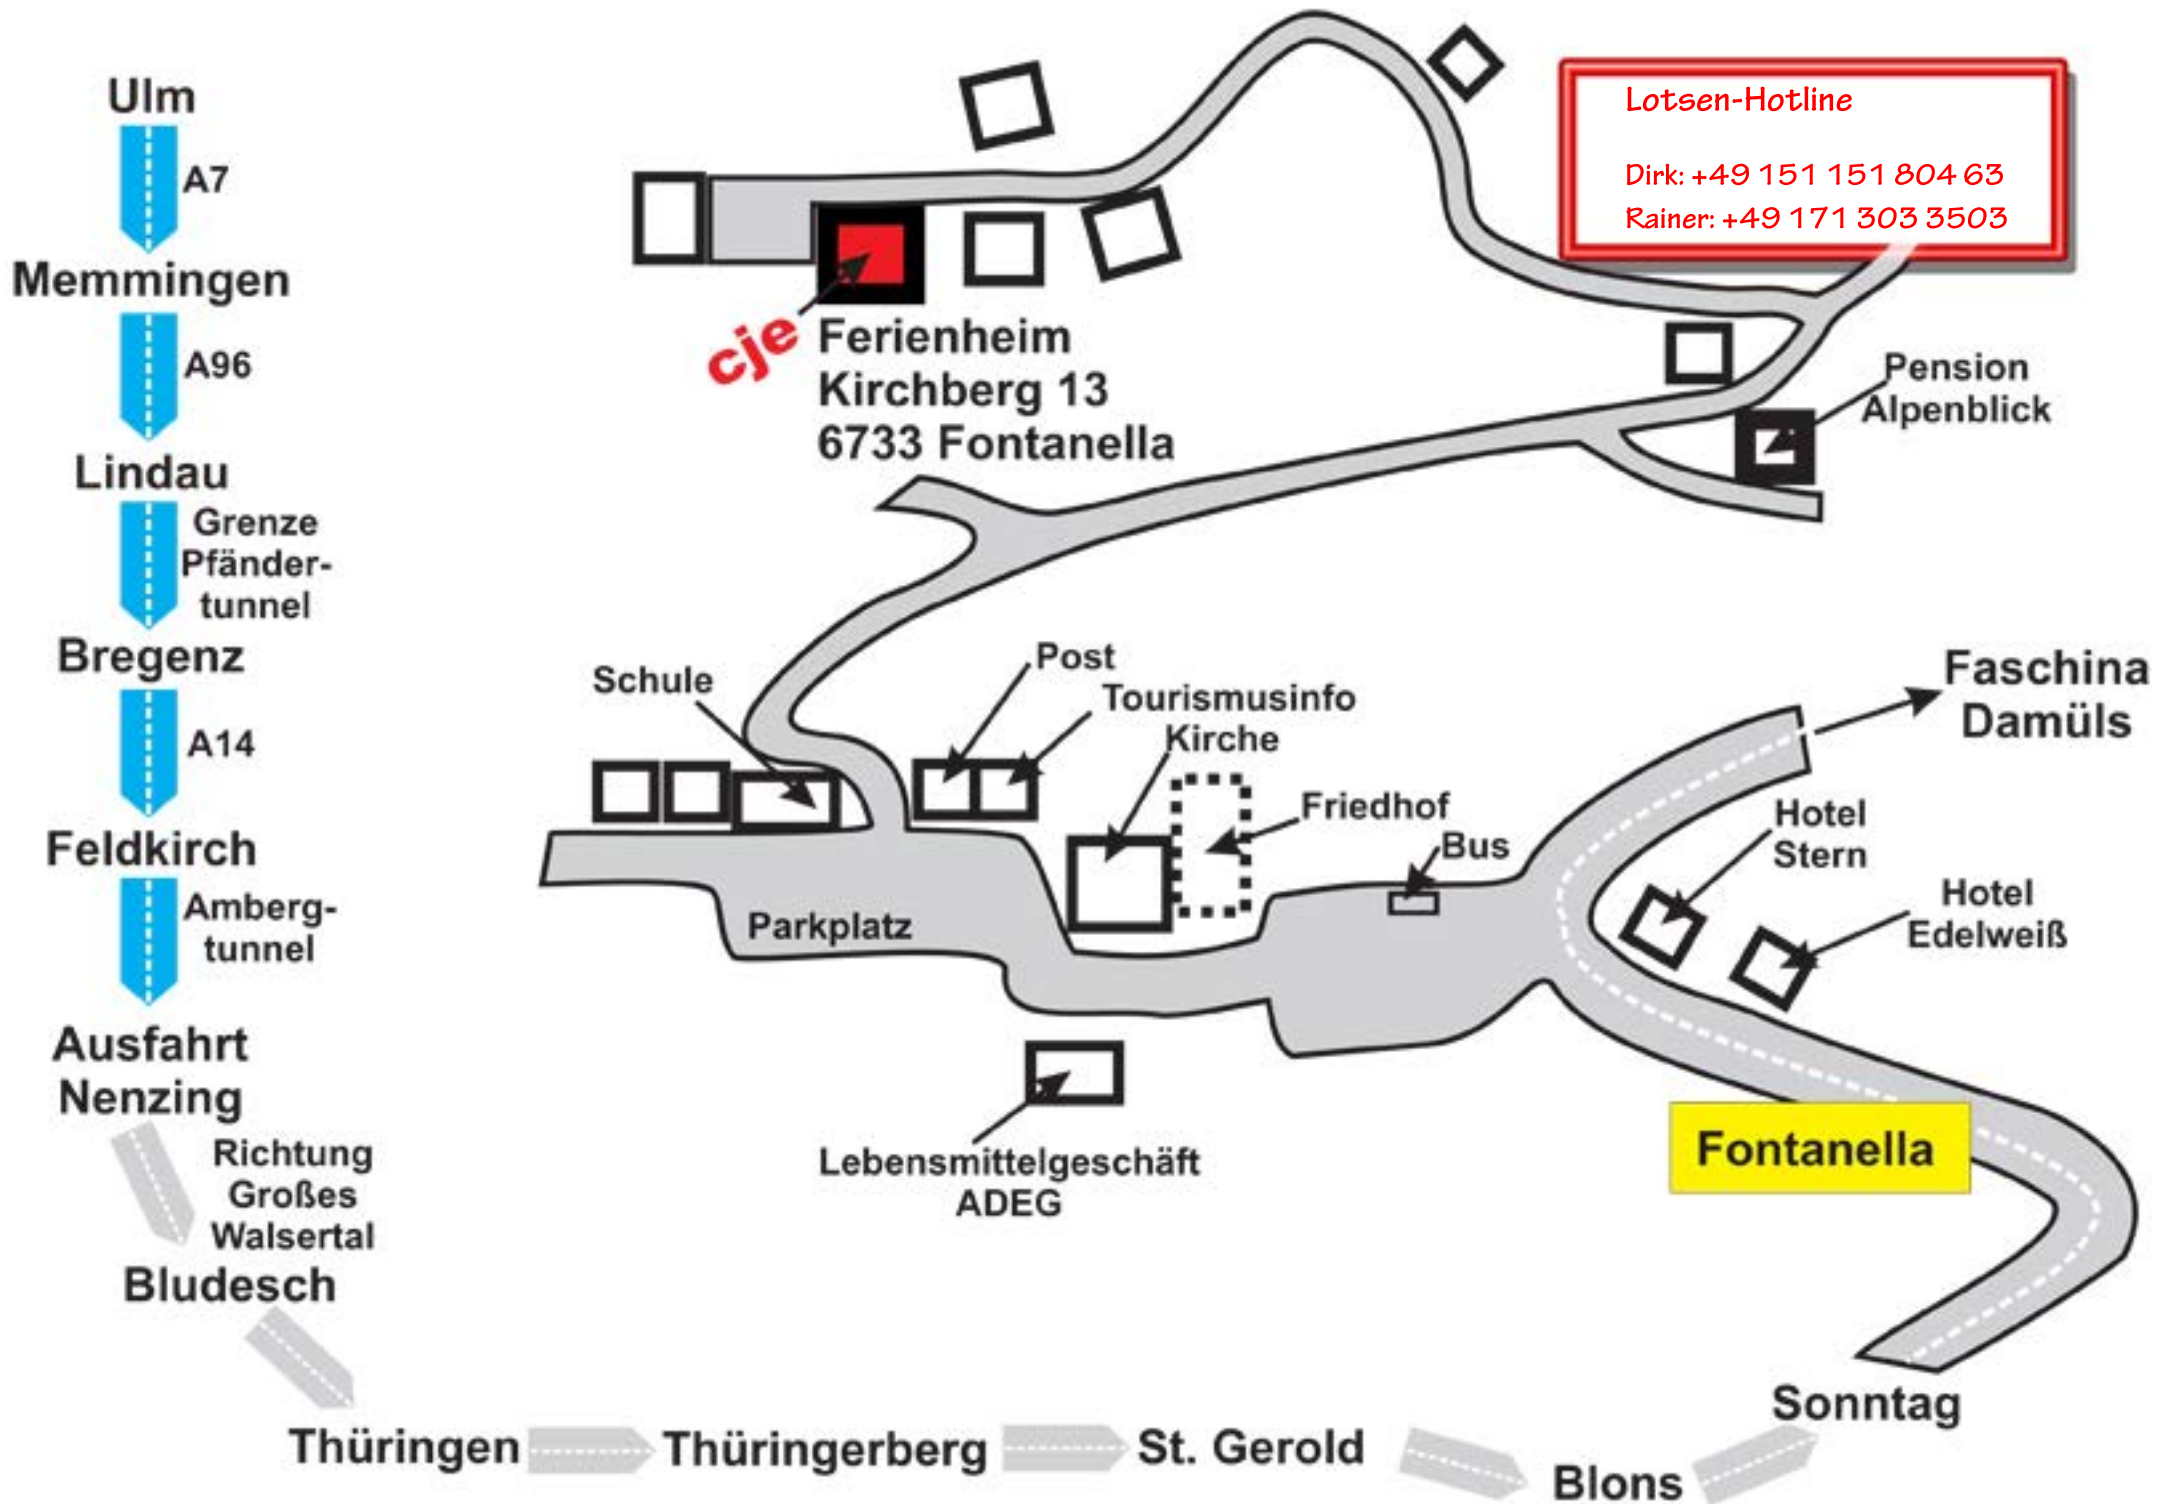 Ulm
A7
Memmingen
A96
Lindau
Grenze
Pfänder-
tunnel
Bregenz
A14
Feldkirch
Amberg-
tunnel
Ausfahrt
Nenzing
Richtung
Großes
Walsertal
Bludesch
Thüringen
Thüringerberg
St. Gerold
Blons
Sonntag
Fontanella
Faschina
Damüls
Hotel
Stern
Hotel
Edelweiß
Bus
Friedhof
Kirche
Tourismusinfo
Post
Schule
Parkplatz
Lebensmittelgeschäft
ADEG
Pension
Alpenblick
cje
Ferienheim
Kirchberg 13
6733 Fontanella
Lotsen-Hotline
Dirk: +49 151 151 804 63
Rainer: +49 171 303 3503